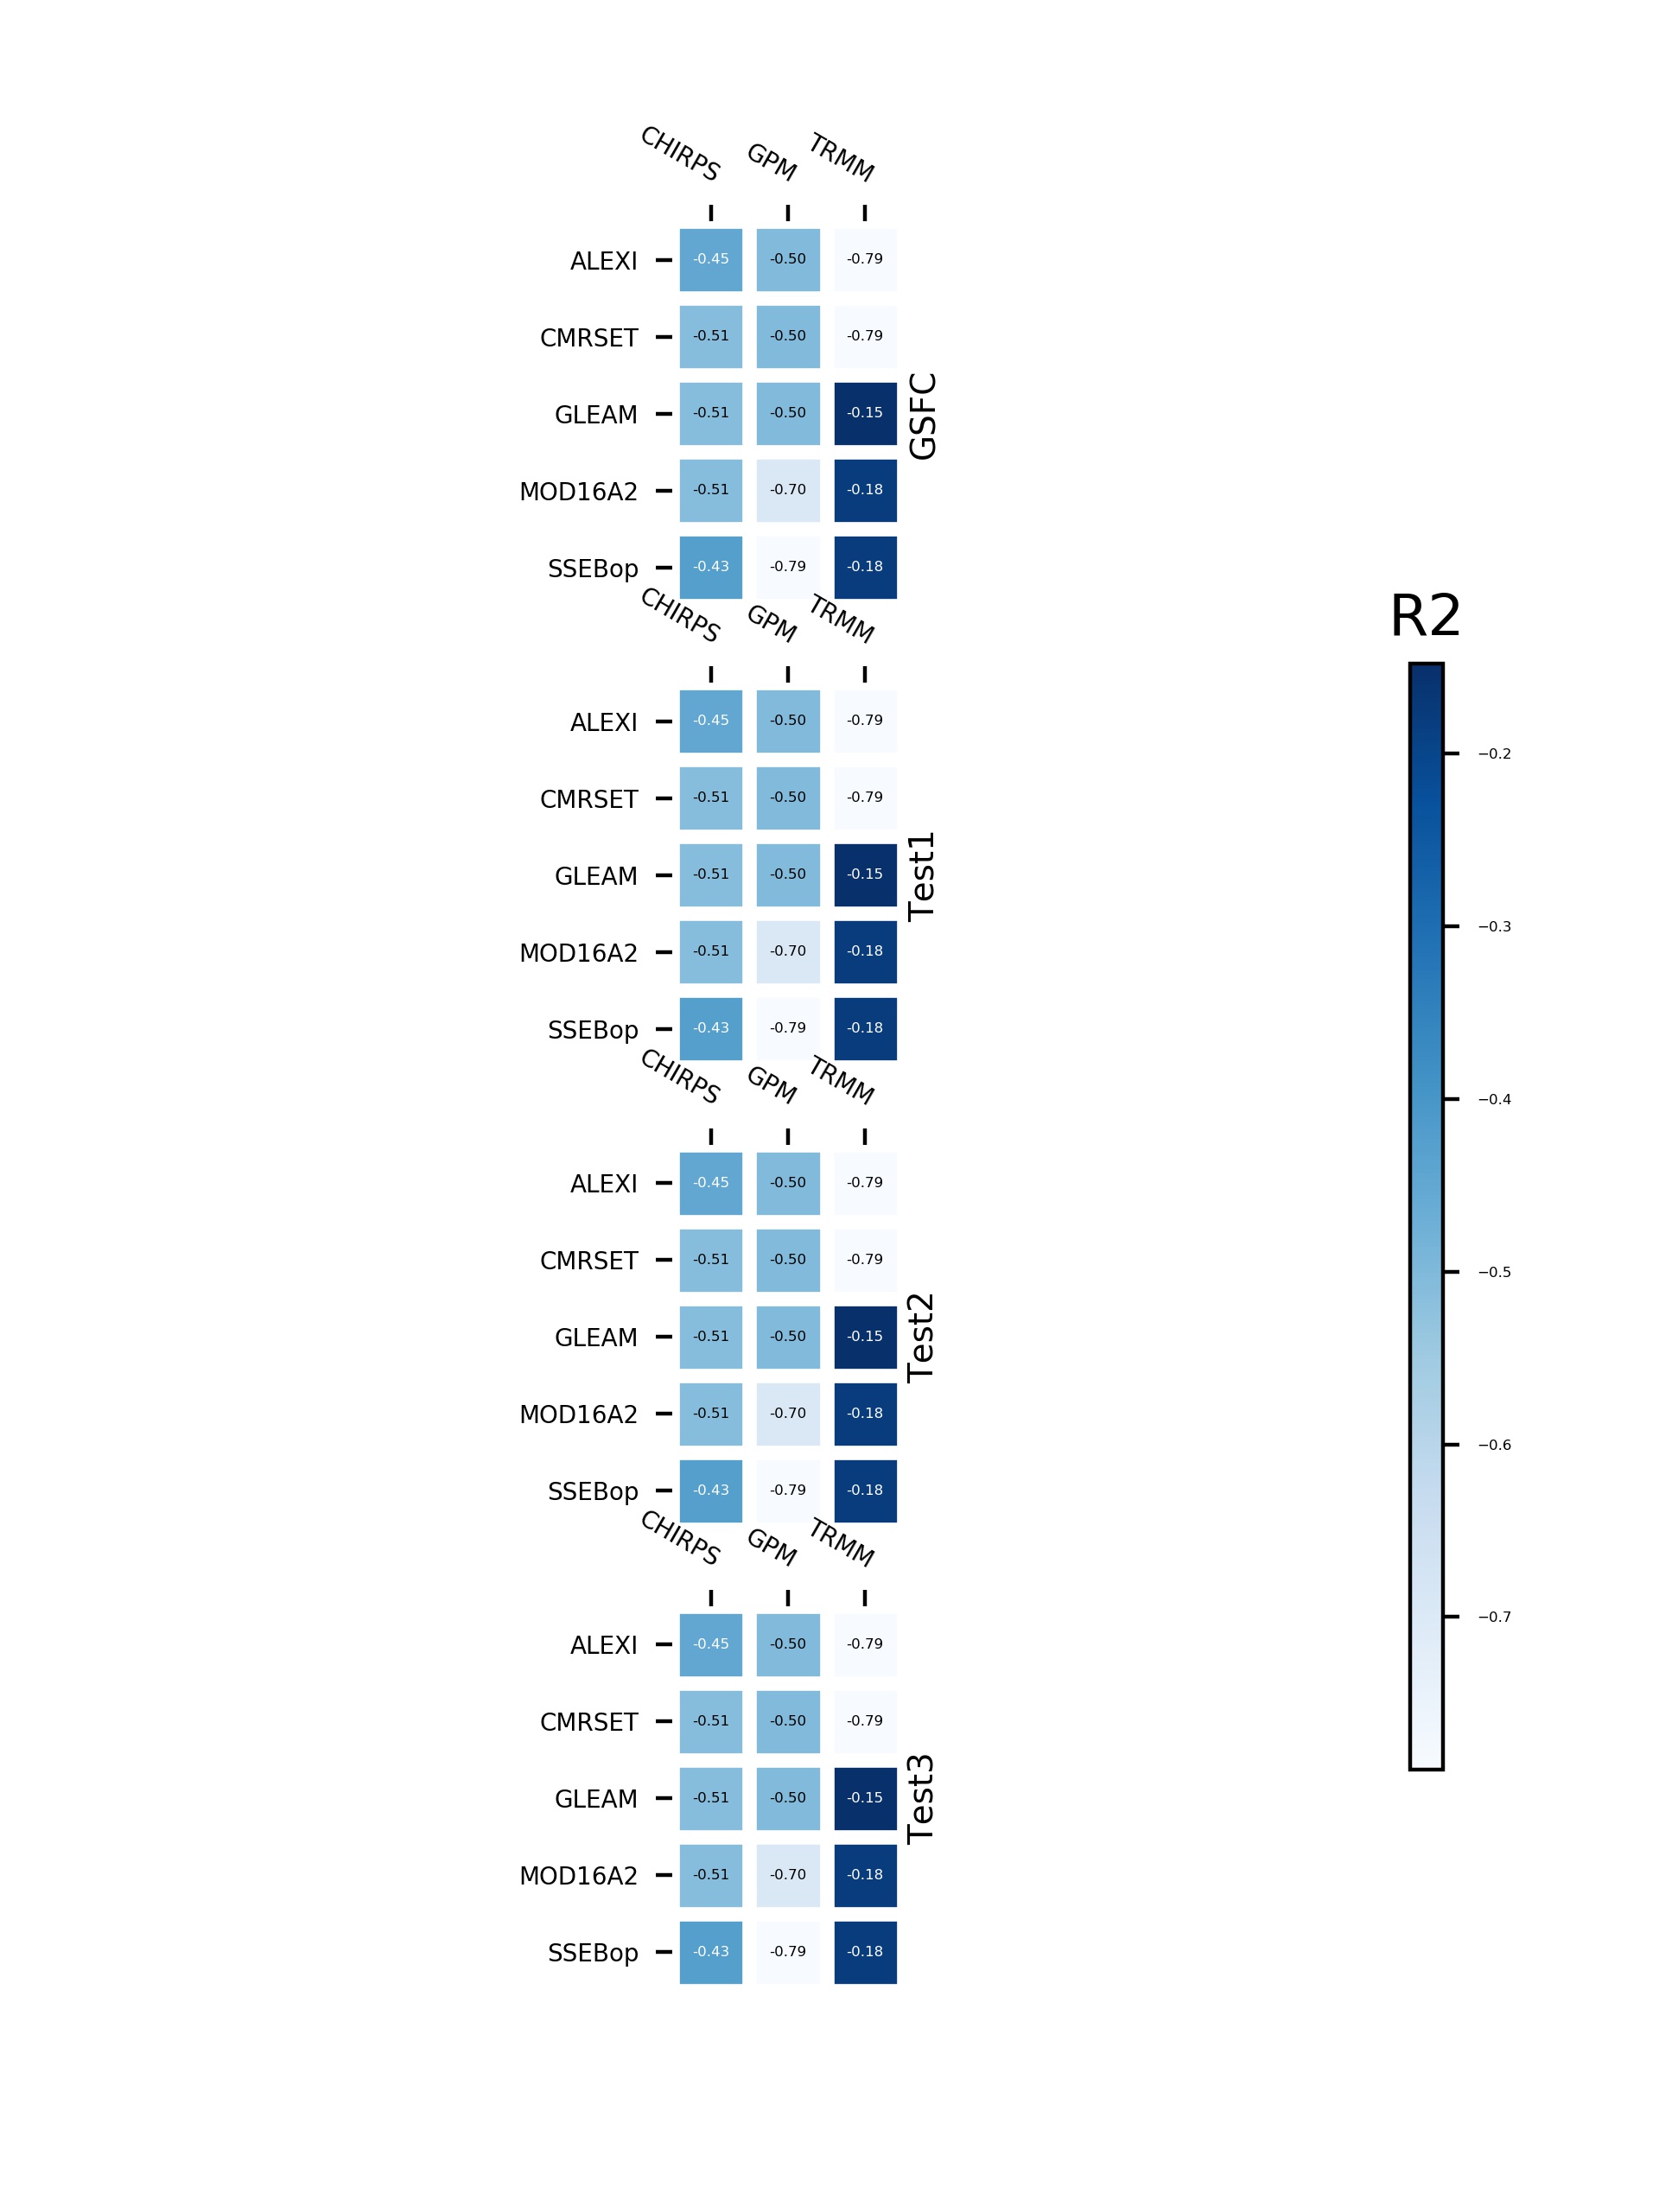 CHIRPS GPM TRMM
ALEXI -0.45 -0.50 -0.79
CMRSET -0.51 -0.50 -0.79
GLEAM -0.51 -0.50 -0.15
MOD16A2 -0.51 -0.70 -0.18
SSEBop -0.43 -0.79 -0.18
GSFC
CHIRPS GPM TRMM
ALEXI -0.45 -0.50 -0.79
CMRSET -0.51 -0.50 -0.79
GLEAM -0.51 -0.50 -0.15
MOD16A2 -0.51 -0.70 -0.18
SSEBop -0.43 -0.79 -0.18
Test1
CHIRPS GPM TRMM
ALEXI -0.45 -0.50 -0.79
CMRSET -0.51 -0.50 -0.79
GLEAM -0.51 -0.50 -0.15
MOD16A2 -0.51 -0.70 -0.18
SSEBop -0.43 -0.79 -0.18
Test2
CHIRPS GPM TRMM
ALEXI -0.45 -0.50 -0.79
CMRSET -0.51 -0.50 -0.79
GLEAM -0.51 -0.50 -0.15
MOD16A2 -0.51 -0.70 -0.18
SSEBop -0.43 -0.79 -0.18
Test3
R2
−0.2
−0.3
−0.4
−0.5
−0.6
−0.7